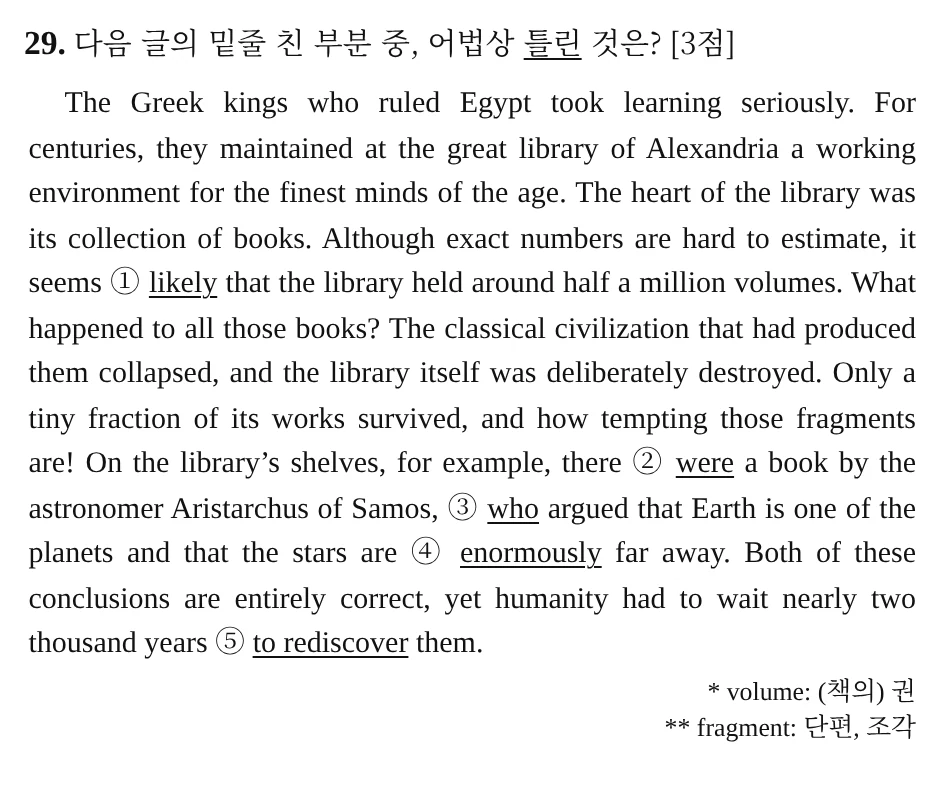 29. 다음 글의 밑줄 친 부분 중, 어법상 틀린 것은? [3점]
The Greek kings who ruled Egypt took learning seriously. For
centuries, they maintained at the great library of Alexandria a working
environment for the finest minds of the age. The heart of the library was
its collection of books. Although exact numbers are hard to estimate, it
seems ① likely that the library held around half a million volumes. What
happened to all those books? The classical civilization that had produced
them collapsed, and the library itself was deliberately destroyed. Only a
tiny fraction of its works survived, and how tempting those fragments
are! On the library’s shelves, for example, there ② were a book by the
astronomer Aristarchus of Samos, ③ who argued that Earth is one of the
planets and that the stars are ④ enormously far away. Both of these
conclusions are entirely correct, yet humanity had to wait nearly two
thousand years ⑤ to rediscover them.
* volume: (책의) 권
** fragment: 단편, 조각